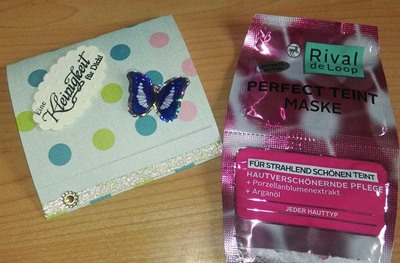 Eine
Kleinigkeit
für Dich!
Rival
de Loop
PERFECT TEINT
MASKE
FÜR STRAHLEND SCHÖNEN TEINT
HAUTVERSCHÖNERNDE PFLEGE
+ Porzellanblumenextrakt
+ Arganöl
JEDER HAUTTYP